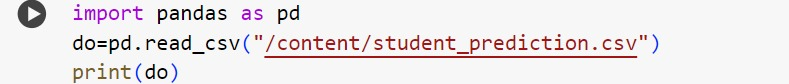 import pandas as pd
do=pd.read_csv("/content/student_prediction.csv")
print(do)